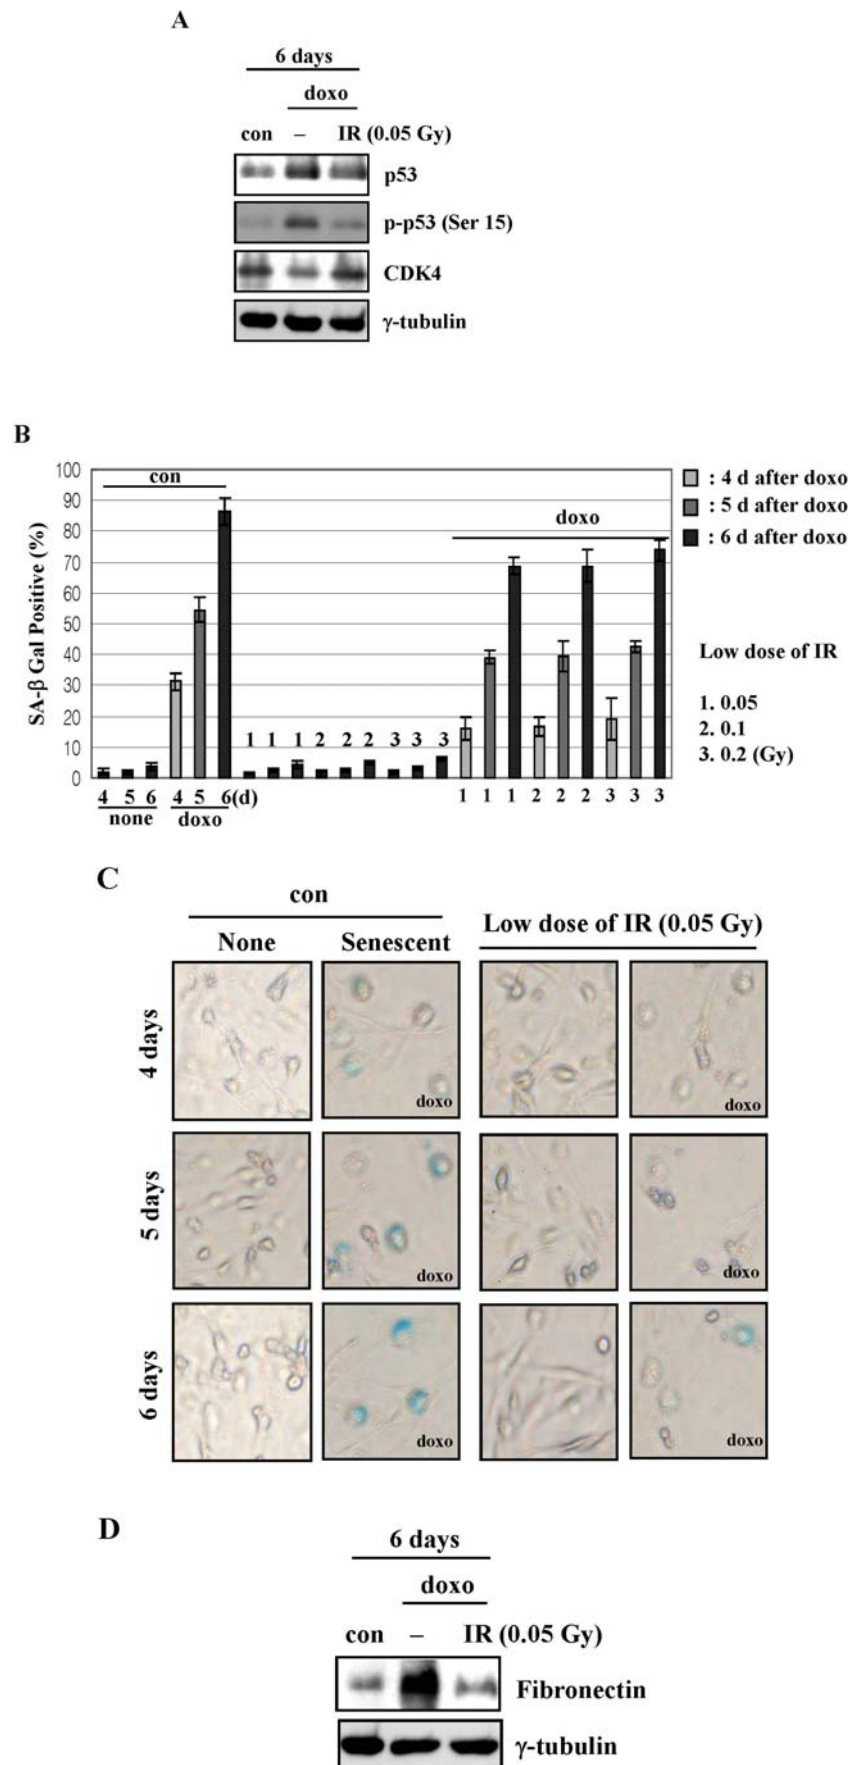 A
6 days
doxo
con – IR (0.05 Gy)
p53
p-p53 (Ser 15)
CDK4
γ-tubulin
B
SA-β Gal Positive (%)
100
90
80
70
60
50
40
30
20
10
0
con
doxo
: 4 d after doxo
: 5 d after doxo
: 6 d after doxo
Low dose of IR
1. 0.05
2. 0.1
3. 0.2 (Gy)
1 1 1 2 2 2 3 3 3
4 5 6 4 5 6(d) 1 1 1 2 2 2 3 3 3
none doxo
C
con
Low dose of IR (0.05 Gy)
None Senescent
4 days
doxo doxo
5 days
doxo doxo
6 days
doxo doxo
D
6 days
doxo
con – IR (0.05 Gy)
Fibronectin
γ-tubulin